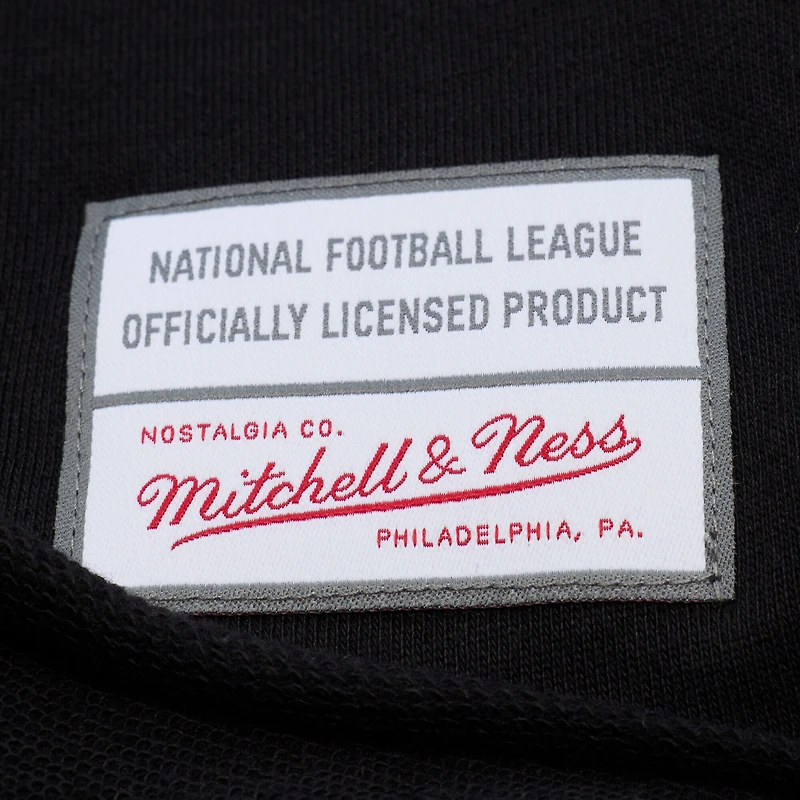 NATIONAL FOOTBALL LEAGUE
OFFICIALLY LICENSED PRODUCT
NOSTALGIA CO.
Mitchell & Ness
PHILADELPHIA, PA.